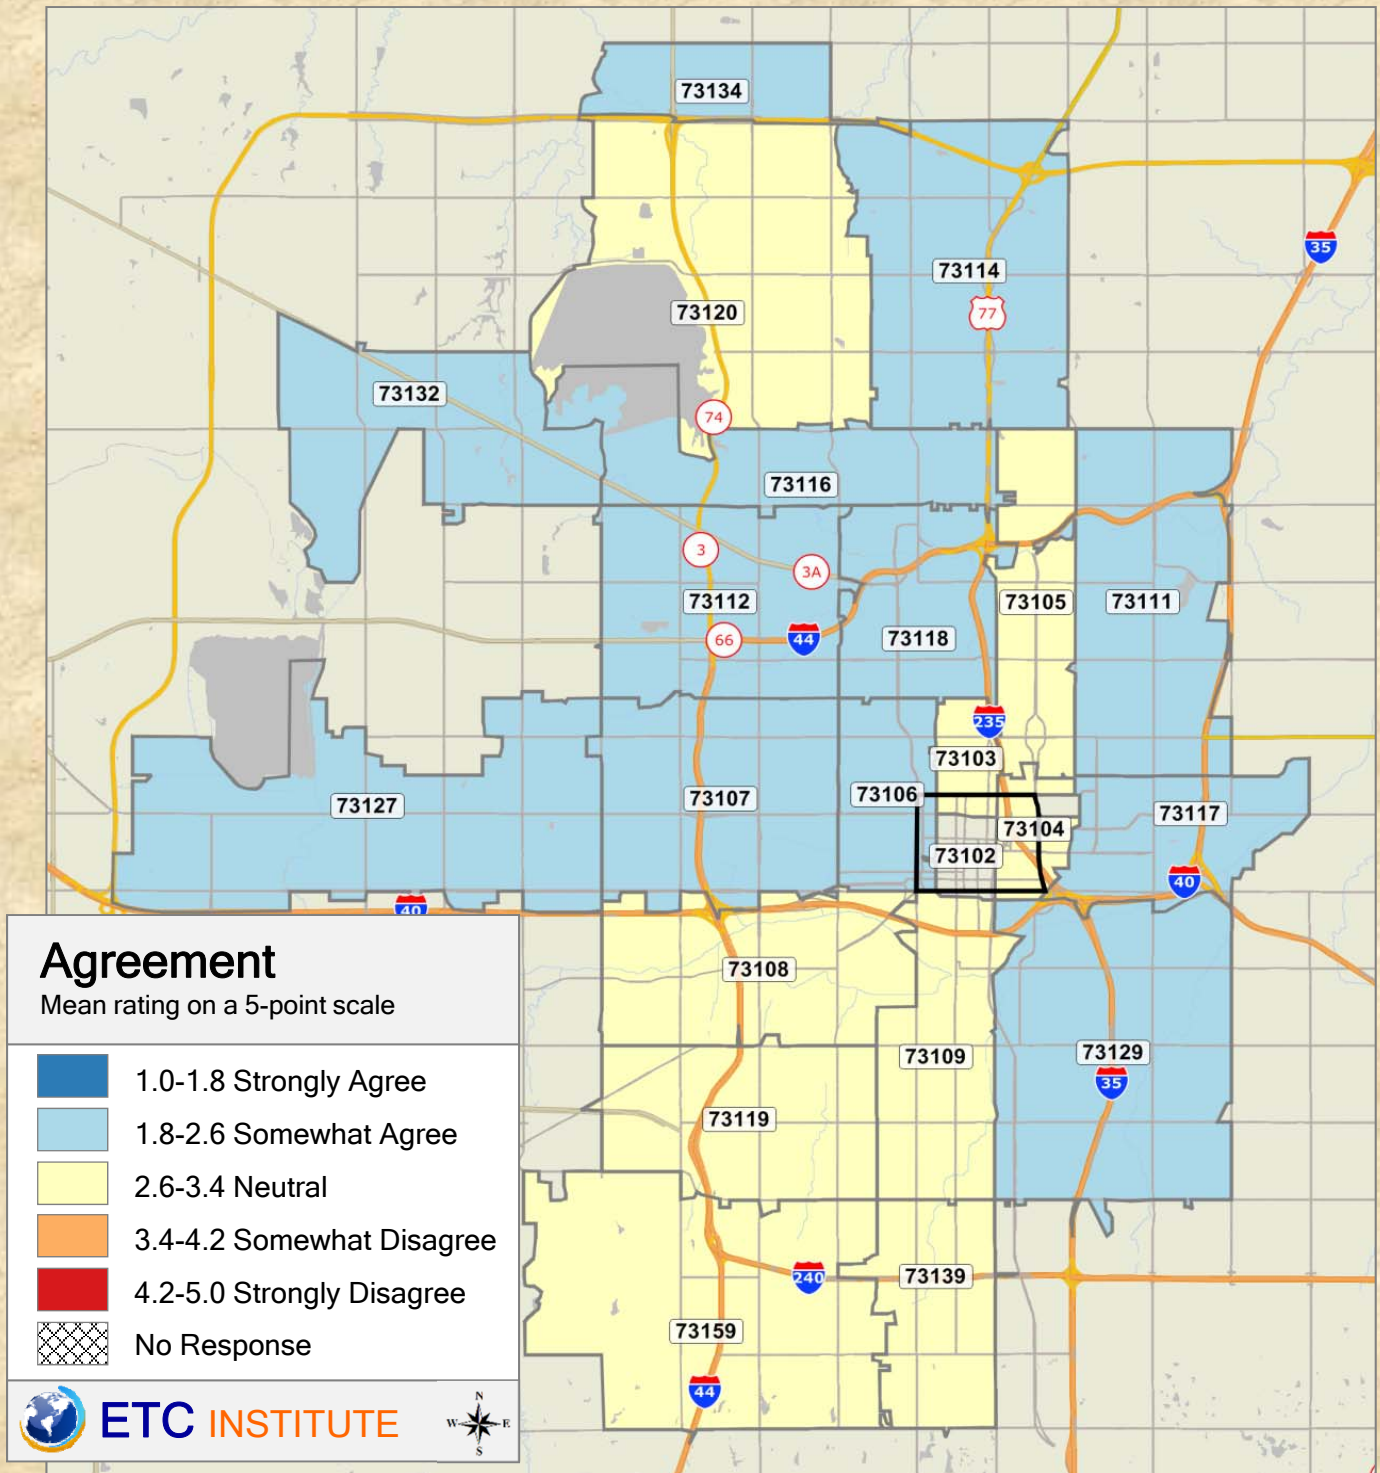 73134
35
73114
77
73120
73132
74
73116
3
3A
73112
73105
73111
66
44
73118
235
73103
73106
73107
73127
73117
73104
73102
40
40
Agreement
Mean rating on a 5-point scale
1.0-1.8 Strongly Agree
1.8-2.6 Somewhat Agree
2.6-3.4 Neutral
3.4-4.2 Somewhat Disagree
4.2-5.0 Strongly Disagree
No Response
ETC INSTITUTE
N
W
E
S
73108
73109
73129
35
73119
240
73139
73159
44